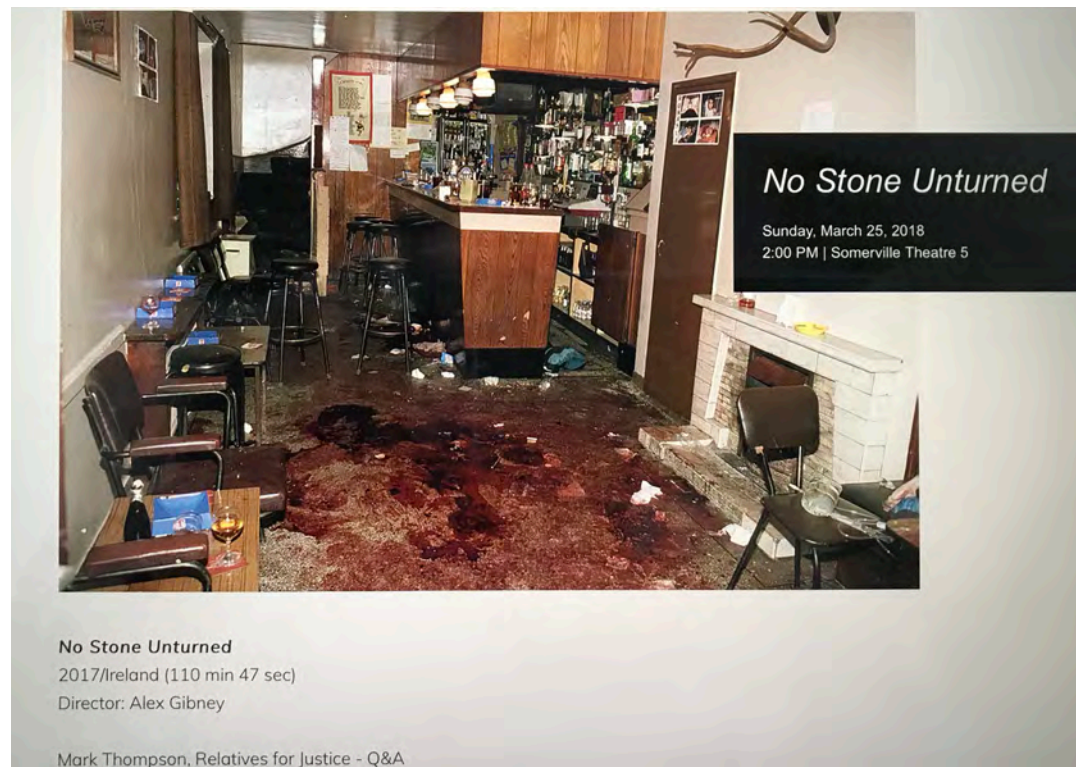 No Stone Unturned
Sunday, March 25, 2018
2:00 PM | Somerville Theatre 5
No Stone Unturned
2017/Ireland (110 min 47 sec)
Director: Alex Gibney
Mark Thompson, Relatives for Justice - Q&A